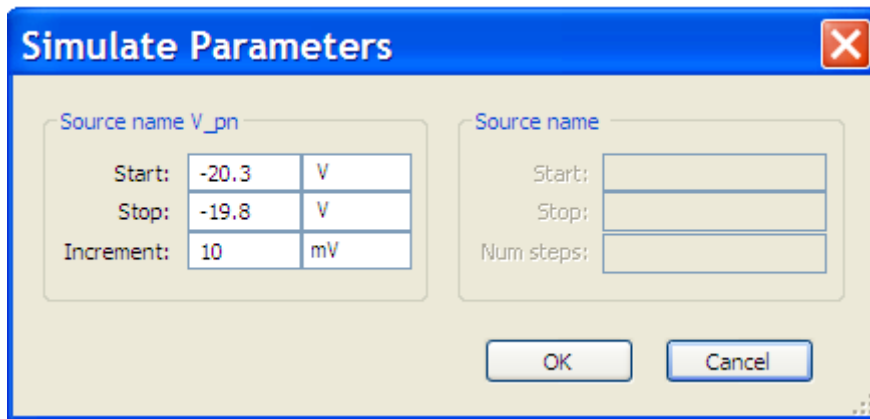 Simulate Parameters
Source name V_pn
Start: -20.3 V
Stop: -19.8 V
Increment: 10 mV
Source name
Start:
Stop:
Num steps:
OK Cancel